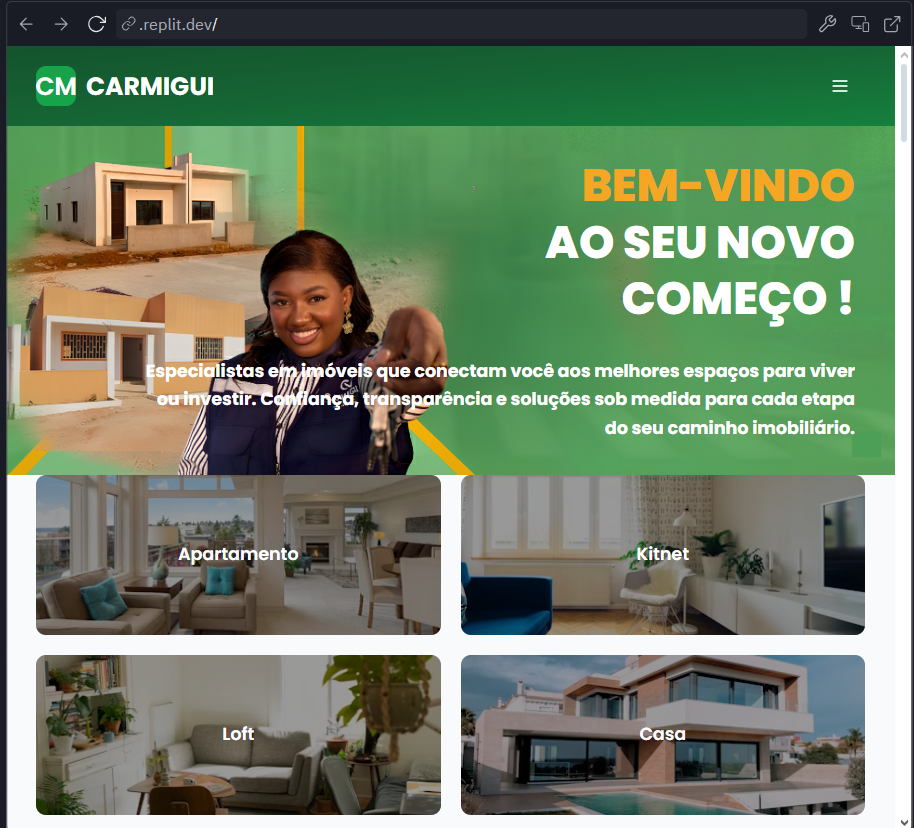 .replit.dev/
CM CARMIGUI
BEM-VINDO
AO SEU NOVO
COMEÇO !
Especialistas em imóveis que conectam você aos melhores espaços para viver
ou investir. Confiança, transparência e soluções sob medida para cada etapa
do seu caminho imobiliário.
Apartamento
Kitnet
Loft
Casa